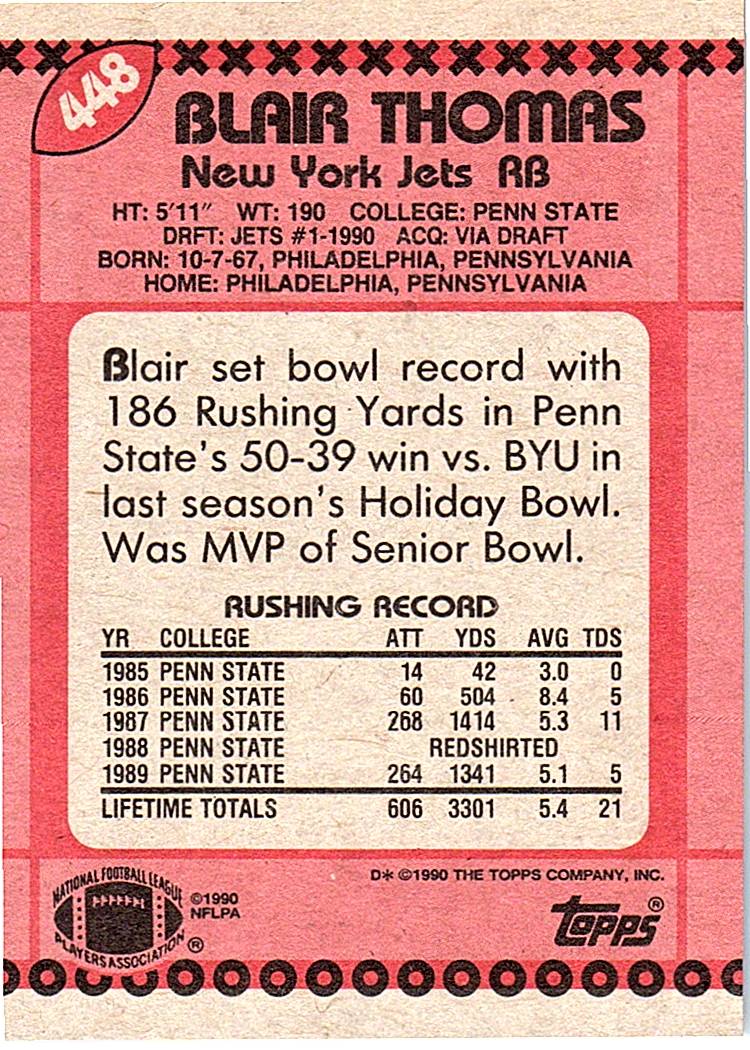 448
BLAIR THOMAS
New York Jets RB
HT: 5'11" WT: 190 COLLEGE: PENN STATE
DRFT: JETS #1-1990 ACQ: VIA DRAFT
BORN: 10-7-67, PHILADELPHIA, PENNSYLVANIA
HOME: PHILADELPHIA, PENNSYLVANIA
Blair set bowl record with
186 Rushing Yards in Penn
State's 50-39 win vs. BYU in
last season's Holiday Bowl.
Was MVP of Senior Bowl.
RUSHING RECORD
YR COLLEGE ATT YDS AVG TDS
1985 PENN STATE 14 42 3.0 0
1986 PENN STATE 60 504 8.4 5
1987 PENN STATE 268 1414 5.3 11
1988 PENN STATE REDSHIRTED
1989 PENN STATE 264 1341 5.1 5
LIFETIME TOTALS 606 3301 5.4 21
D* ©1990 THE TOPPS COMPANY, INC.
NATIONAL FOOTBALL LEAGUE
PLAYERS ASSOCIATION ®
©1990
NFLPA
topps ®